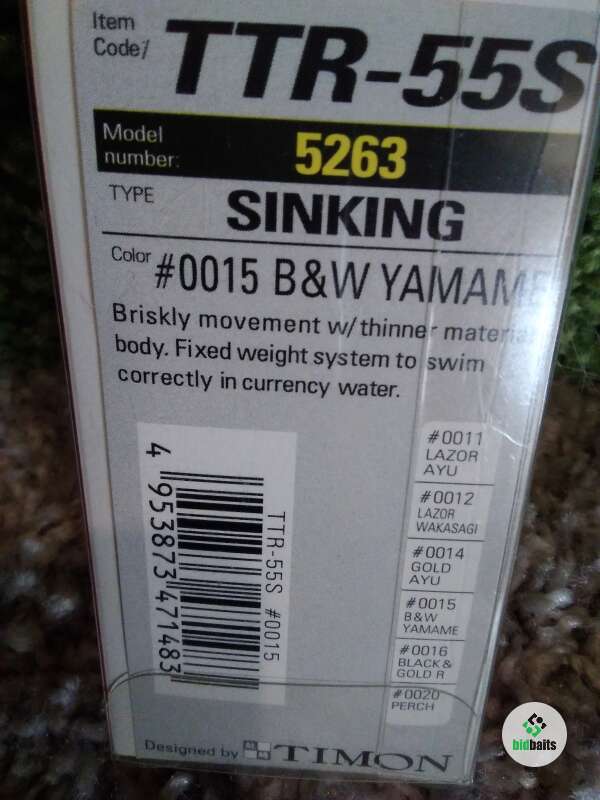 Item
Code/
TTR-55S
Model
number:
5263
TYPE
SINKING
Color #0015 B&W YAMAME
Briskly movement w/thinner material
body. Fixed weight system to swim
correctly in currency water.
#0011
LAZOR
AYU
#0012
LAZOR
WAKASAGI
#0014
GOLD
AYU
#0015
B&W
YAMAME
#0016
BLACK&
GOLD R
#0020
PERCH
TTR-55S #0015
4 953873 471483
Designed by TIMON
bidbaits